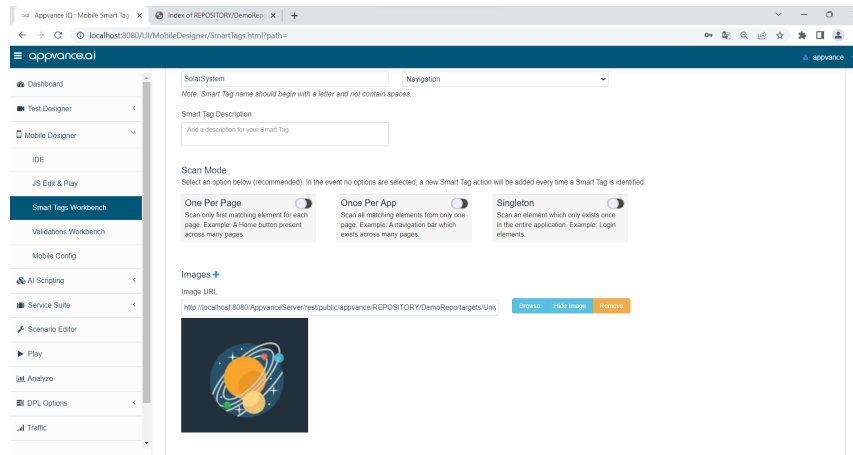 Appvance IQ : Mobile Smart Tag
Index of REPOSITORY/DemoRepo
localhost:8080/UI/MobileDesigner/SmartTags.html?path=
appvance.ai
appvance
Dashboard
Test Designer
Mobile Designer
IDE
JS Edit & Play
Smart Tags Workbench
Validations Workbench
Mobile Config
AI Scripting
Service Suite
Scenario Editor
Play
Analyze
DPL Options
Traffic
SolarSystem
Navigation
Note: Smart Tag name should begin with a letter and not contain spaces.
Smart Tag Description
Add a description for your Smart Tag
Scan Mode
Select an option below (recommended). In the event no options are selected, a new Smart Tag action will be added every time a Smart Tag is identified.
One Per Page
Scan only first matching element for each
page. Example: A Home button present
across many pages.
Once Per App
Scan all matching elements from only one
page. Example: A navigation bar which
exists across many pages.
Singleton
Scan an element which only exists once
in the entire application. Example: Login
elements.
Images
Image URL
http://localhost:8080/AppvanceServer/rest/public/appvance/REPOSITORY/DemoRepo/targets/Univ
Browse
Hide Image
Remove